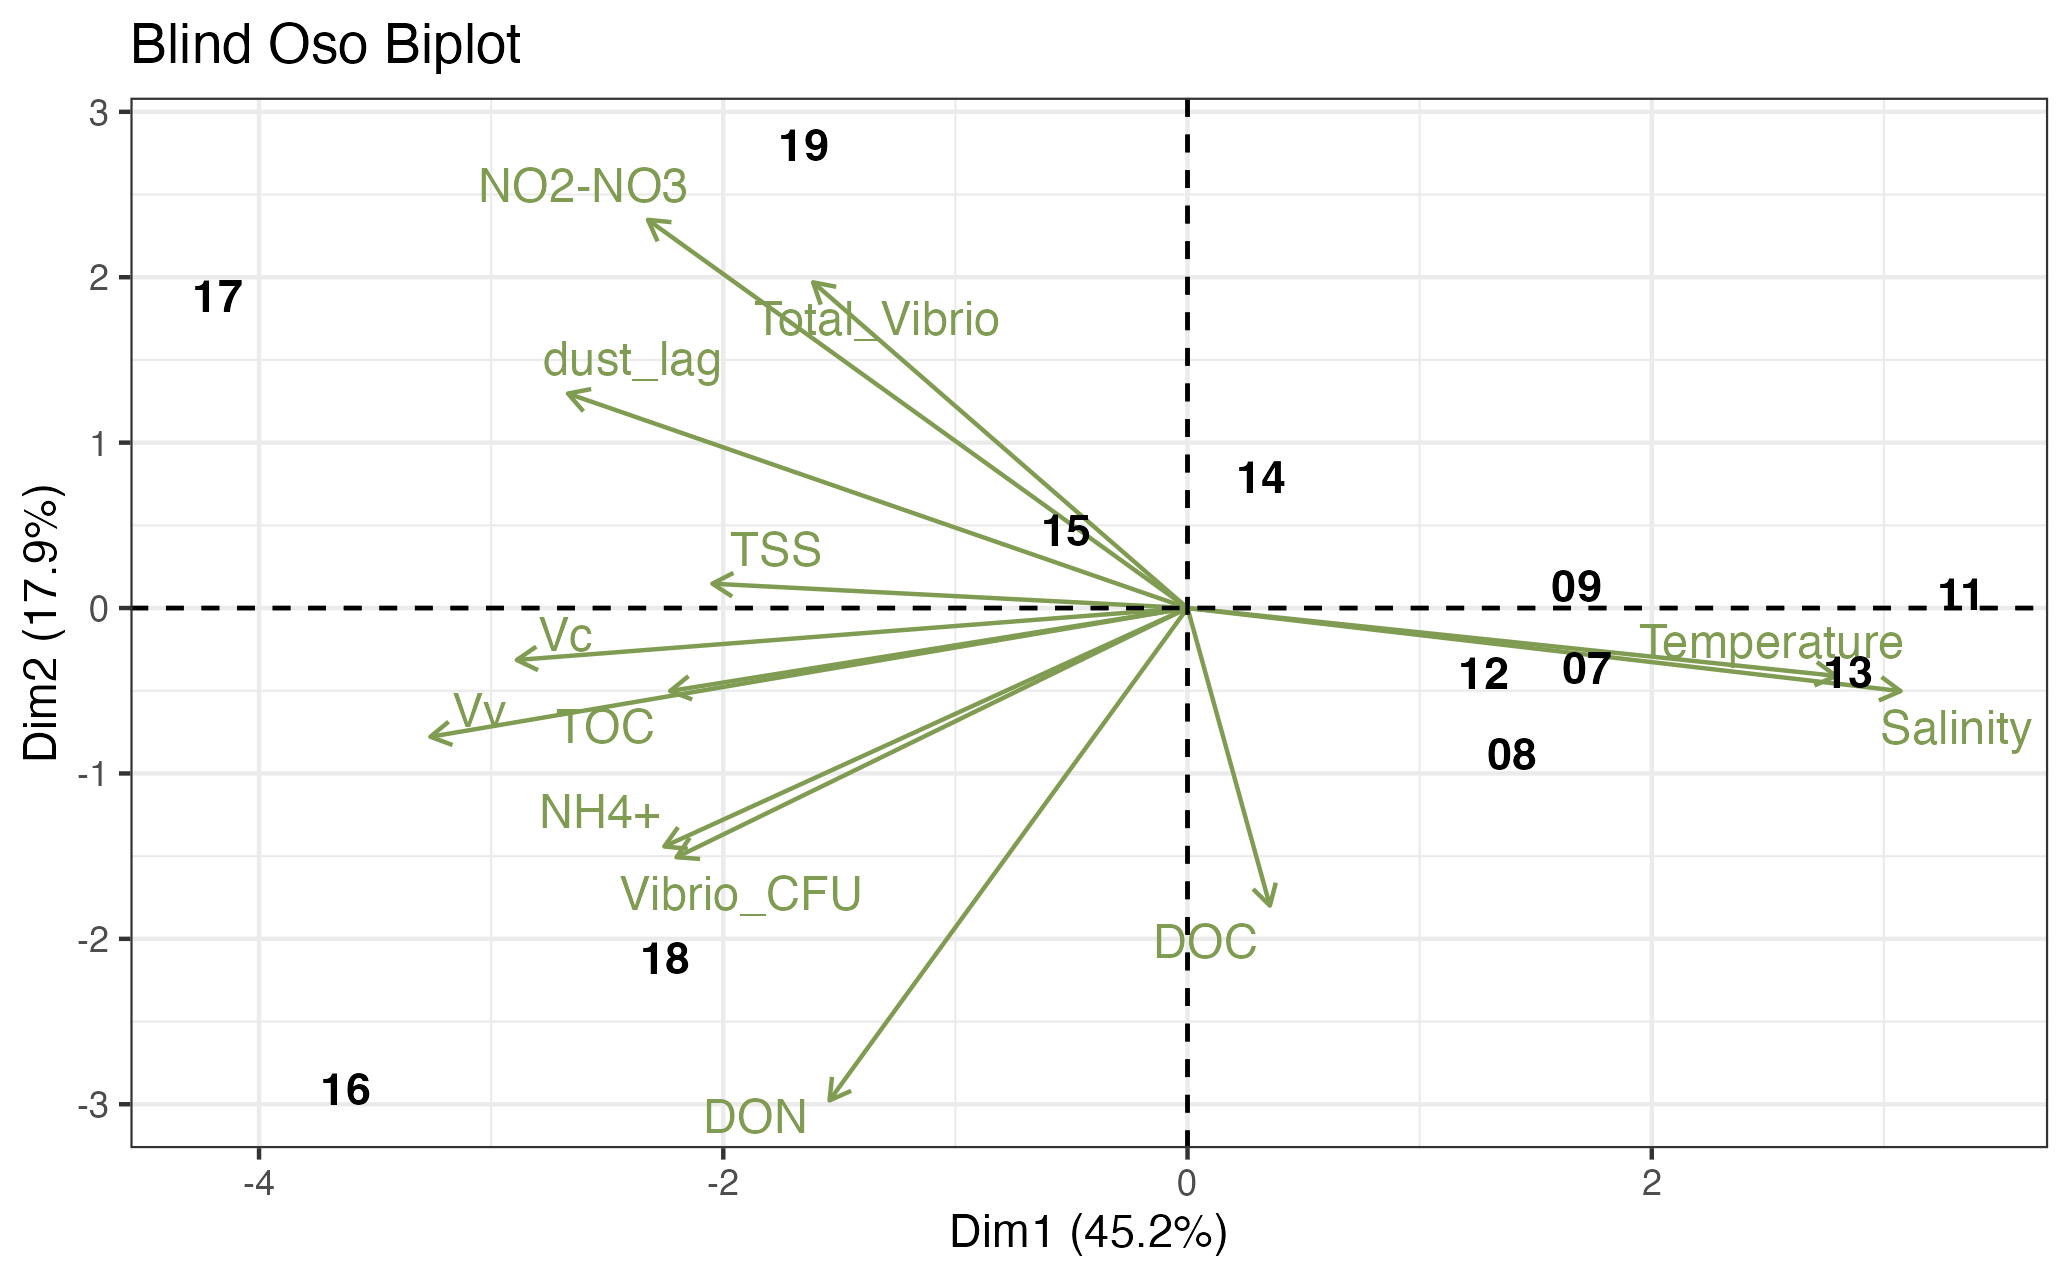 Blind Oso Biplot
3
2
1
0
-1
-2
-3
Dim2 (17.9%)
19
NO2-NO3
17
Total_Vibrio
dust_lag
14
15
TSS
09
11
Vc
Temperature
12
07
13
Vv
TOC
Salinity
08
NH4+
Vibrio_CFU
DOC
18
16
DON
-4
-2
0
2
Dim1 (45.2%)